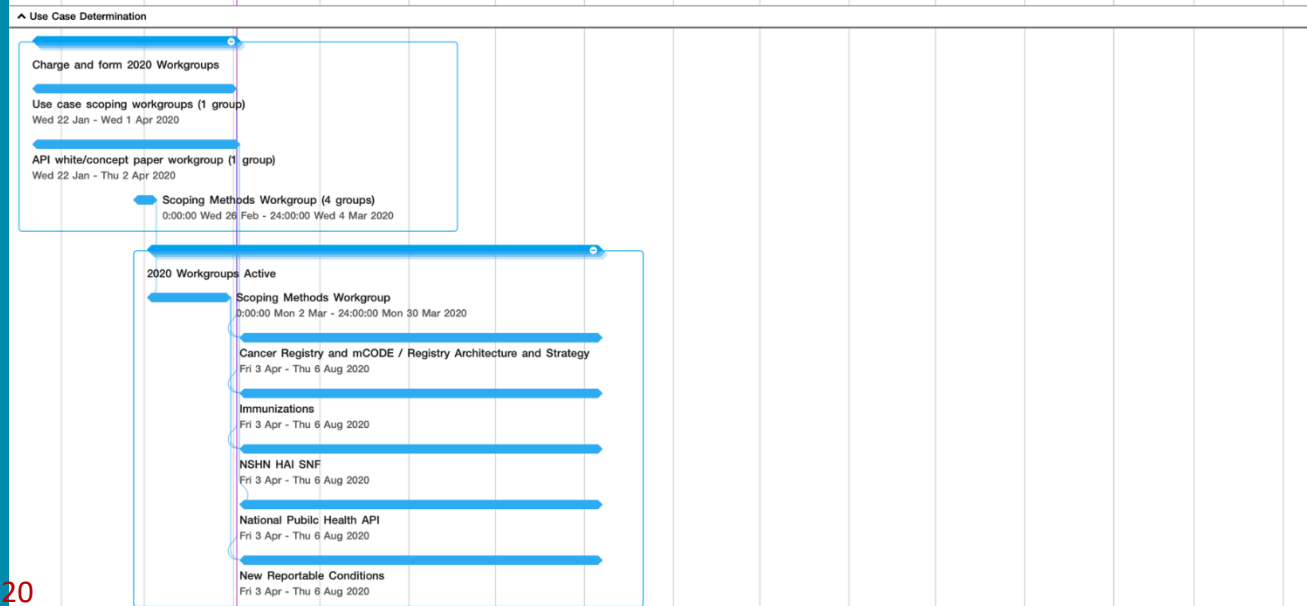 Use Case Determination
Charge and form 2020 Workgroups
Use case scoping workgroups (1 group)
Wed 22 Jan - Wed 1 Apr 2020
API white/concept paper workgroup (1 group)
Wed 22 Jan - Thu 2 Apr 2020
Scoping Methods Workgroup (4 groups)
0:00:00 Wed 26 Feb - 24:00:00 Wed 4 Mar 2020
2020 Workgroups Active
Scoping Methods Workgroup
0:00:00 Mon 2 Mar - 24:00:00 Mon 30 Mar 2020
Cancer Registry and mCODE / Registry Architecture and Strategy
Fri 3 Apr - Thu 6 Aug 2020
Immunizations
Fri 3 Apr - Thu 6 Aug 2020
NSHN HAI SNF
Fri 3 Apr - Thu 6 Aug 2020
National Pubilc Health API
Fri 3 Apr - Thu 6 Aug 2020
New Reportable Conditions
Fri 3 Apr - Thu 6 Aug 2020
20